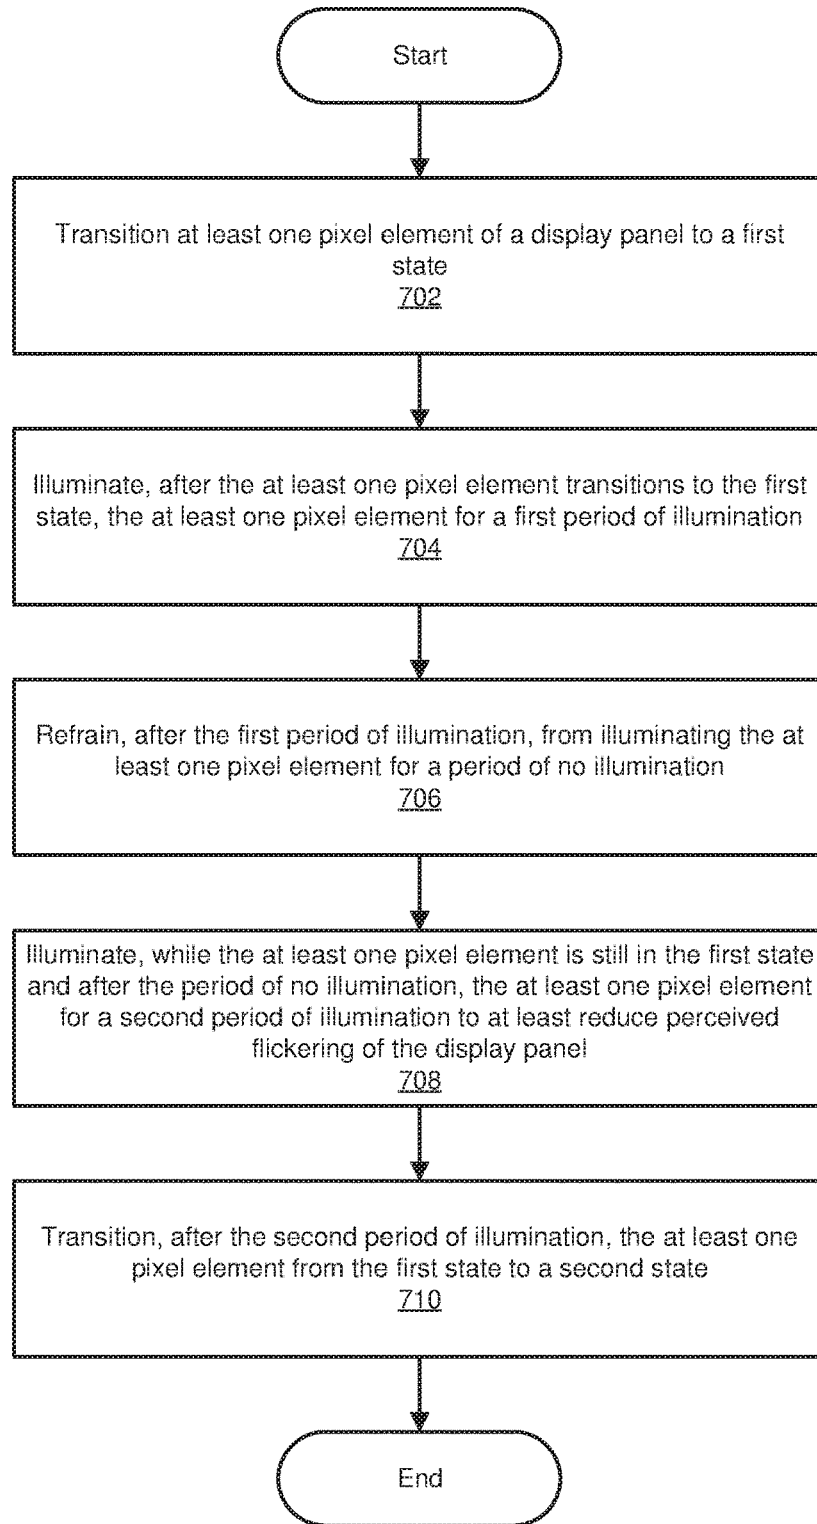 Start
Transition at least one pixel element of a display panel to a first
state
702
Illuminate, after the at least one pixel element transitions to the first
state, the at least one pixel element for a first period of illumination
704
Refrain, after the first period of illumination, from illuminating the at
least one pixel element for a period of no illumination
706
Illuminate, while the at least one pixel element is still in the first state
and after the period of no illumination, the at least one pixel element
for a second period of illumination to at least reduce perceived
flickering of the display panel
708
Transition, after the second period of illumination, the at least one
pixel element from the first state to a second state
710
End